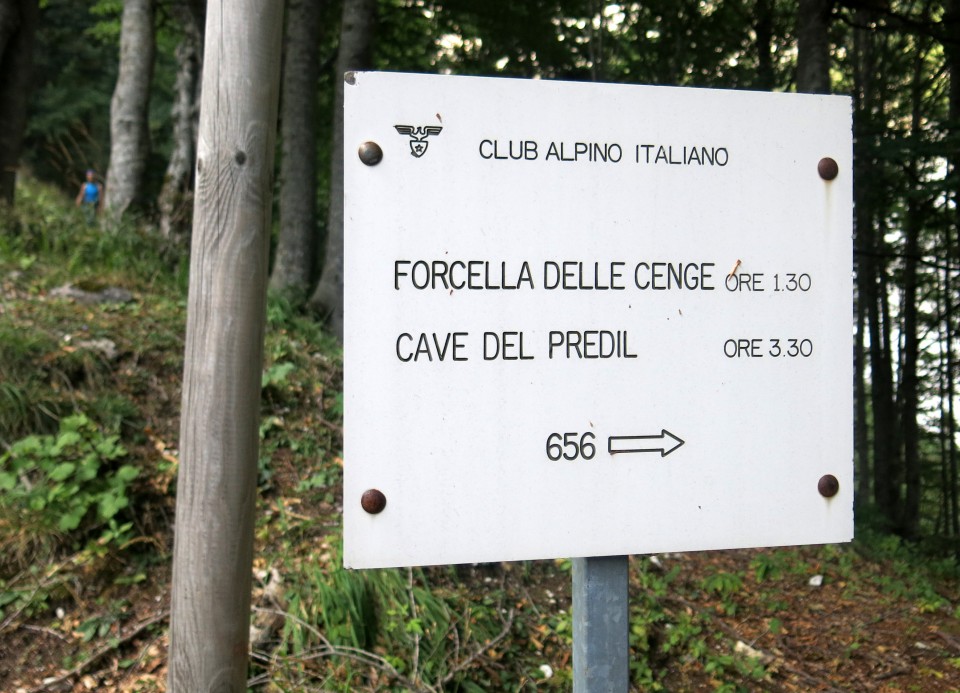 CLUB ALPINO ITALIANO
FORCELLA DELLE CENGE ORE 1.30
CAVE DEL PREDIL ORE 3.30
656